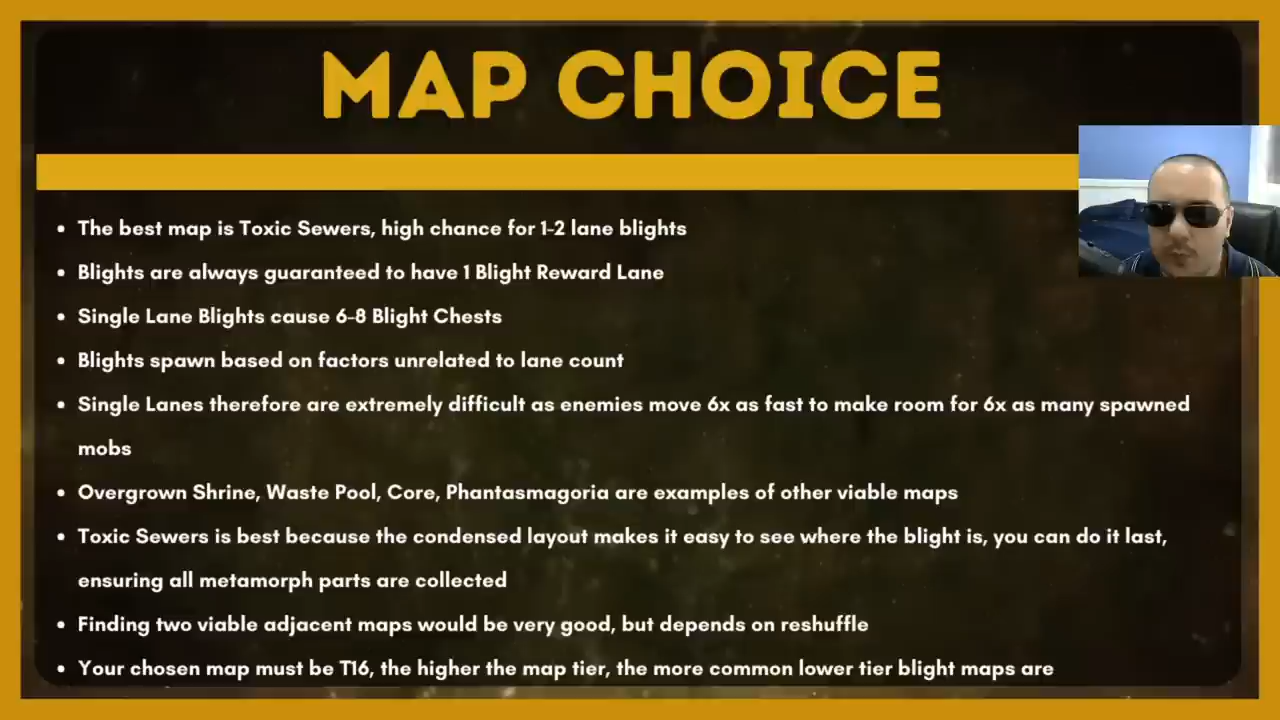 MAP CHOICE
• The best map is Toxic Sewers, high chance for 1-2 lane blights
• Blights are always guaranteed to have 1 Blight Reward Lane
• Single Lane Blights cause 6-8 Blight Chests
• Blights spawn based on factors unrelated to lane count
• Single Lanes therefore are extremely difficult as enemies move 6x as fast to make room for 6x as many spawned
mobs
• Overgrown Shrine, Waste Pool, Core, Phantasmagoria are examples of other viable maps
• Toxic Sewers is best because the condensed layout makes it easy to see where the blight is, you can do it last,
ensuring all metamorph parts are collected
• Finding two viable adjacent maps would be very good, but depends on reshuffle
• Your chosen map must be T16, the higher the map tier, the more common lower tier blight maps are